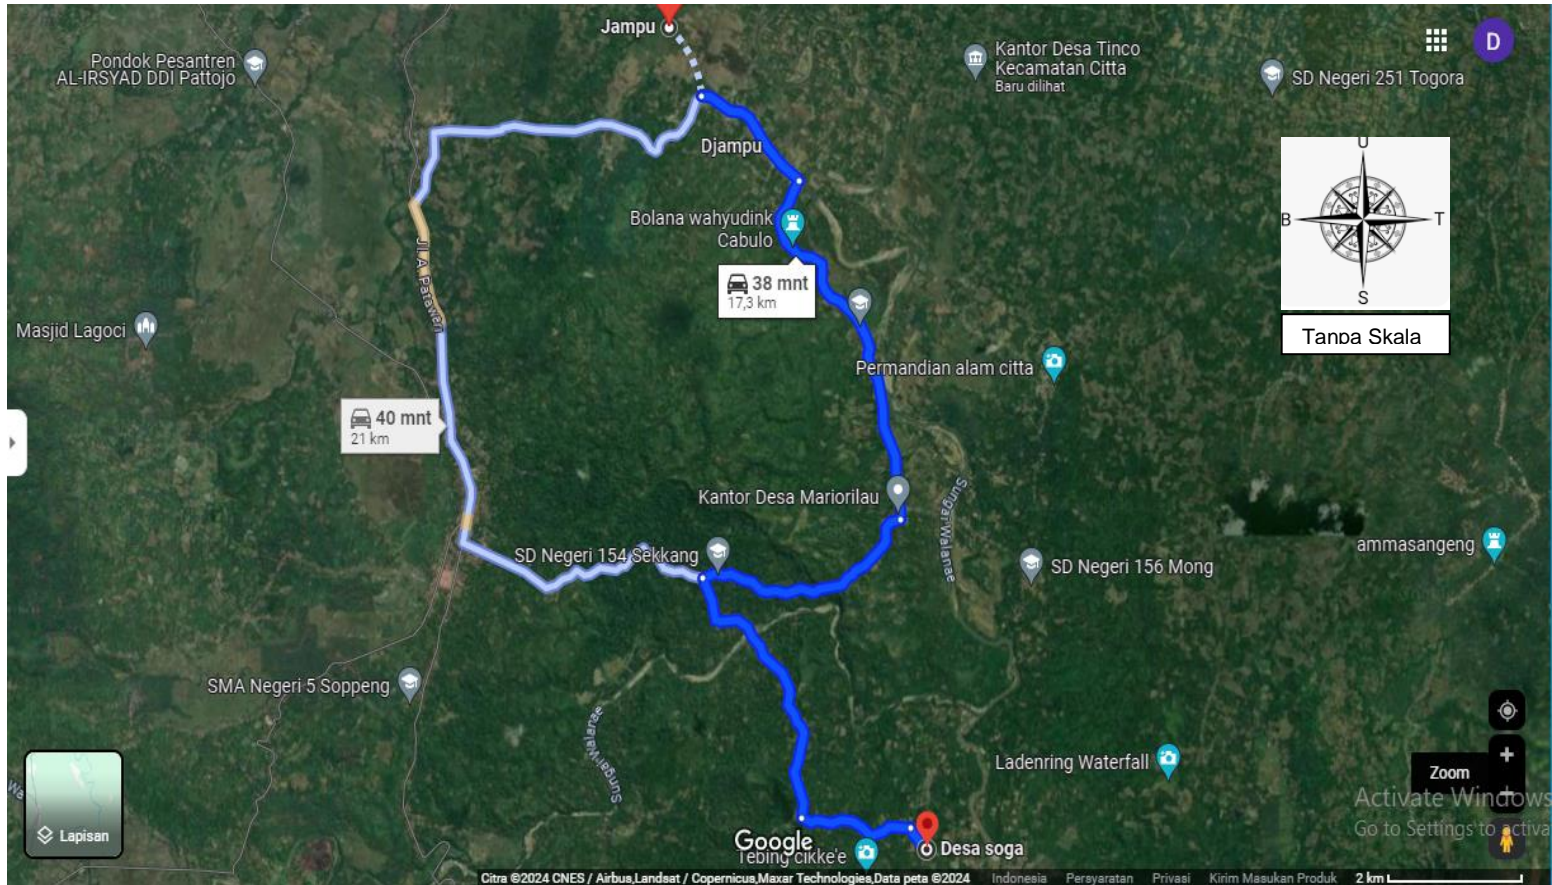 Jampu
Pondok Pesantren
AL-IRSYAD DDI Pattojo
Kantor Desa Tinco
Kecamatan Citta
Baru dilihat
D
SD Negeri 251 Togora
Djampu
U
B
T
S
Bolana wahyudink
Cabulo
Jl. A. Patawari
38 mnt
17,3 km
Masjid Lagoci
Tanpa Skala
Permandian alam citta
40 mnt
21 km
Kantor Desa Mariorilau
Sungai Walanae
SD Negeri 154 Sekkang
ammasangeng
SD Negeri 156 Mong
SMA Negeri 5 Soppeng
Sungai Walanae
Ladenring Waterfall
Zoom
Activate Windows
Go to Settings to activa
Wa
Lapisan
Google
Desa soga
Tebing cikke'e
Citra ©2024 CNES / Airbus,Landsat / Copernicus,Maxar Technologies,Data peta ©2024
Indonesia
Persyaratan
Privasi
Kirim Masukan Produk
2 km